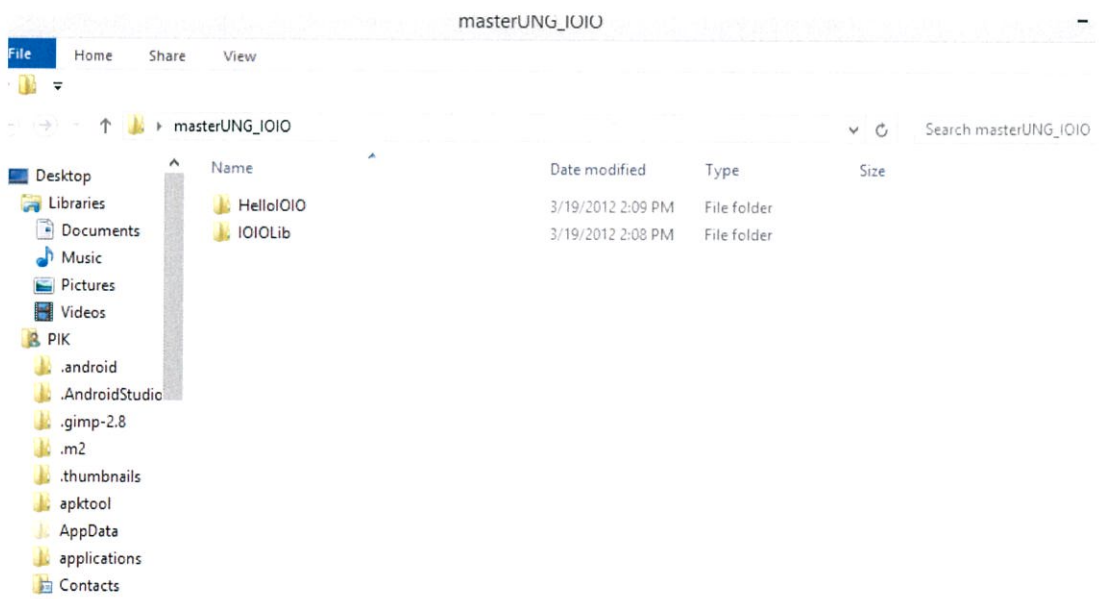 masterUNG_IOIO
File Home Share View
masterUNG_IOIO Search masterUNG_IOIO
Name Date modified Type Size
HelloIOIO 3/19/2012 2:09 PM File folder
IOIOLib 3/19/2012 2:08 PM File folder
Desktop
Libraries
Documents
Music
Pictures
Videos
PIK
.android
.AndroidStudio
.gimp-2.8
.m2
.thumbnails
apktool
AppData
applications
Contacts